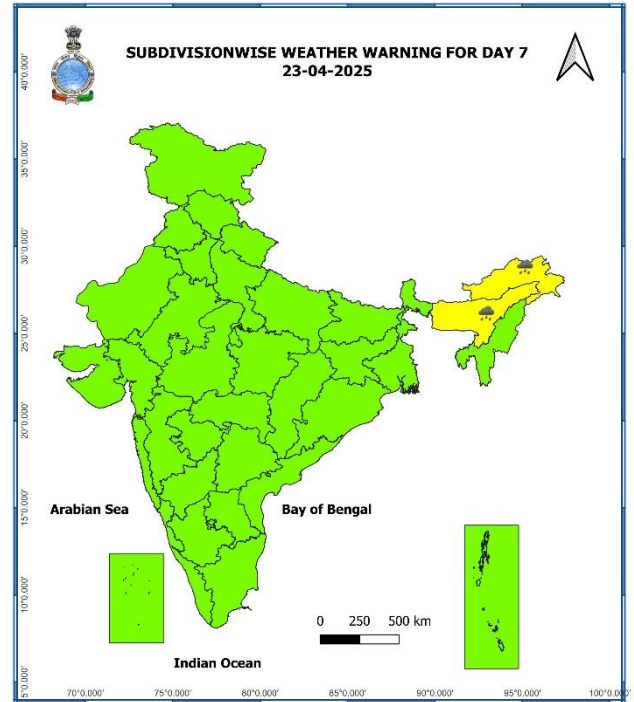 SUBDIVISIONWISE WEATHER WARNING FOR DAY 7
23-04-2025
40°0.000'
35°0.000'
30°0.000'
25°0.000'
20°0.000'
15°0.000'
10°0.000'
5°0.000'
Arabian Sea
Bay of Bengal
0 250 500 km
Indian Ocean
70°0.000' 75°0.000' 80°0.000' 85°0.000' 90°0.000' 95°0.000' 100°0.000'